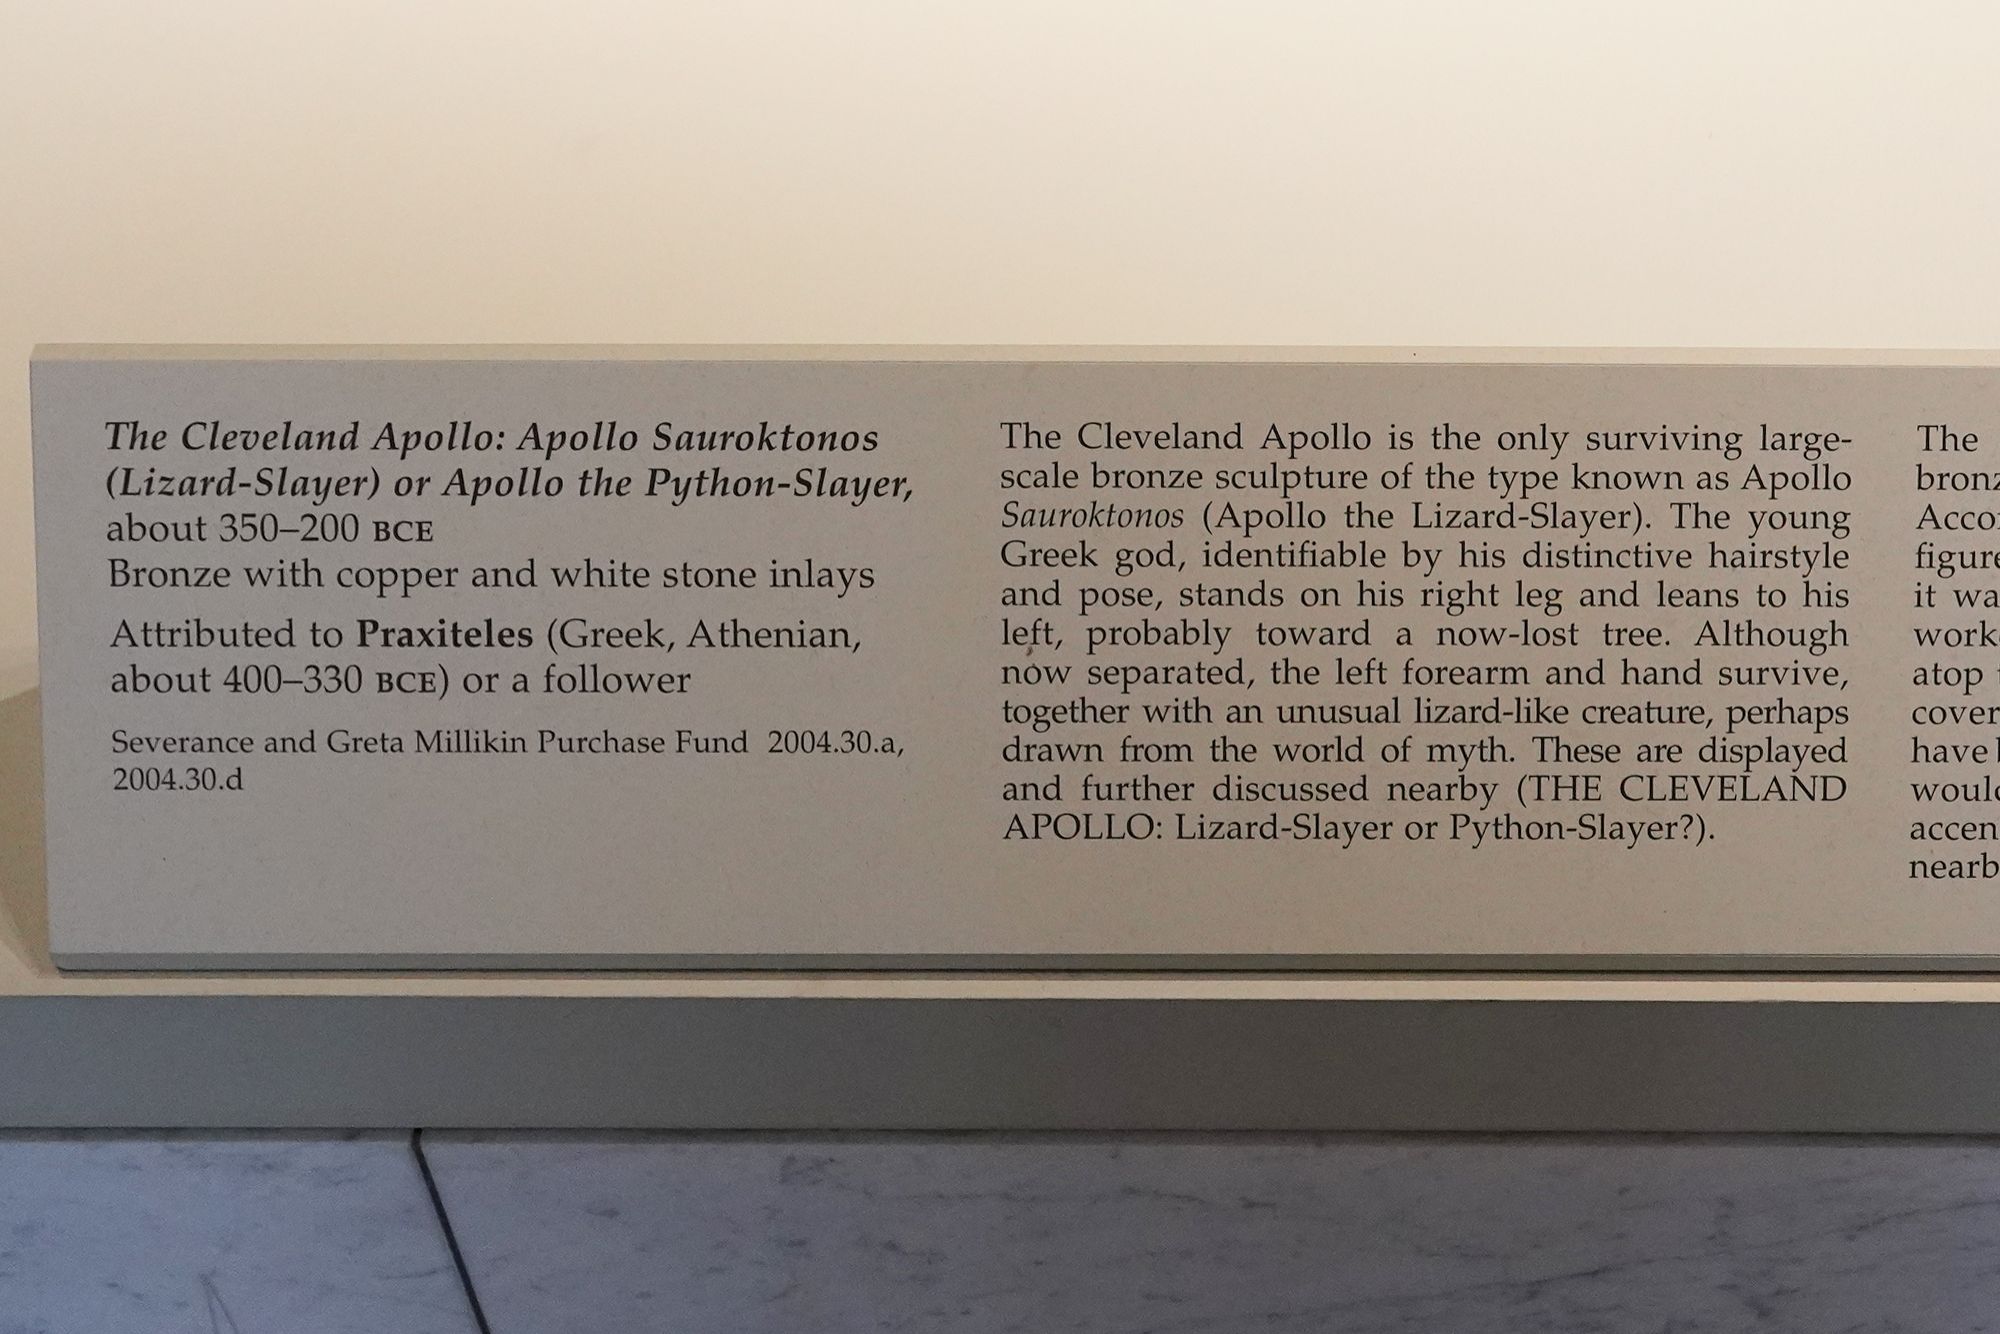 The Cleveland Apollo: Apollo Sauroktonos
(Lizard-Slayer) or Apollo the Python-Slayer,
about 350–200 BCE
Bronze with copper and white stone inlays
Attributed to Praxiteles (Greek, Athenian,
about 400–330 BCE) or a follower
Severance and Greta Millikin Purchase Fund 2004.30.a,
2004.30.d
The Cleveland Apollo is the only surviving large-
scale bronze sculpture of the type known as Apollo
Sauroktonos (Apollo the Lizard-Slayer). The young
Greek god, identifiable by his distinctive hairstyle
and pose, stands on his right leg and leans to his
left, probably toward a now-lost tree. Although
now separated, the left forearm and hand survive,
together with an unusual lizard-like creature, perhaps
drawn from the world of myth. These are displayed
and further discussed nearby (THE CLEVELAND
APOLLO: Lizard-Slayer or Python-Slayer?).
The
it
atop
have